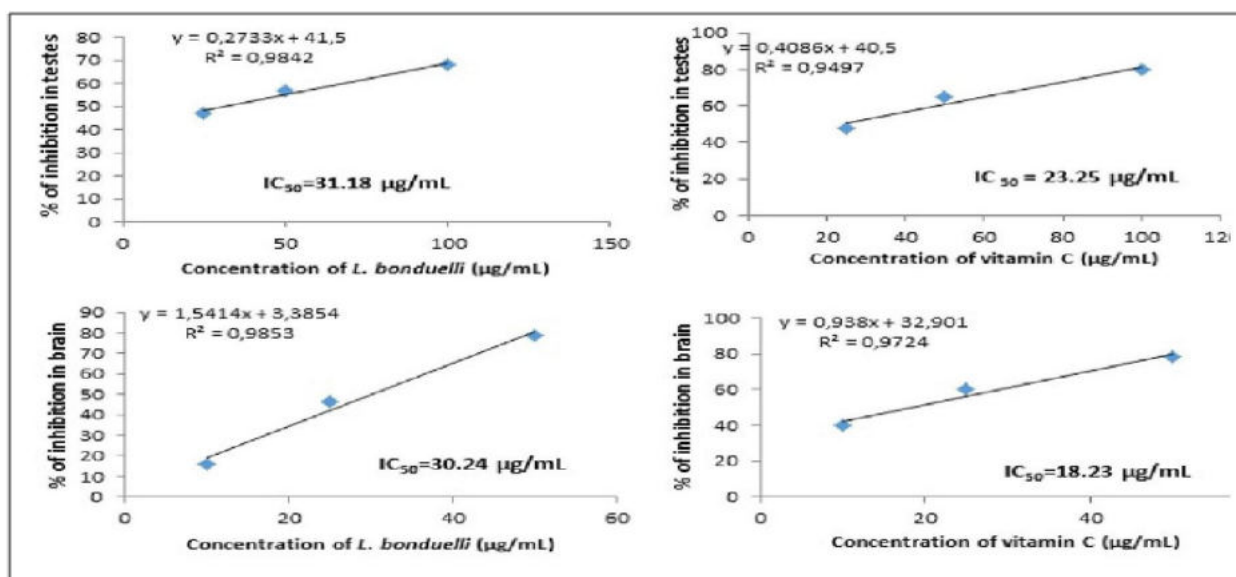 y = 0,2733x + 41,5
R² = 0,9842
% of inhibition in testes
80
70
60
50
40
30
20
10
0
IC₅₀=31.18 µg/mL
0 50 100 150
Concentration of L. bonduelli (µg/mL)
y = 0,4086x + 40,5
R² = 0,9497
% of inhibition in testes
100
80
60
40
20
0
IC ₅₀ = 23.25 µg/mL
0 20 40 60 80 100 120
Concentration of vitamin C (µg/mL)
y = 1,5414x + 3,3854
R² = 0,9853
% of inhibition in brain
90
80
70
60
50
40
30
20
10
0
IC₅₀=30.24 µg/mL
0 20 40 60
Concentration of L. bonduelli (µg/mL)
y = 0,938x + 32,901
R² = 0,9724
% of inhibition in brain
100
80
60
40
20
0
IC₅₀=18.23 µg/mL
0 20 40
Concentration of vitamin C (µg/mL)